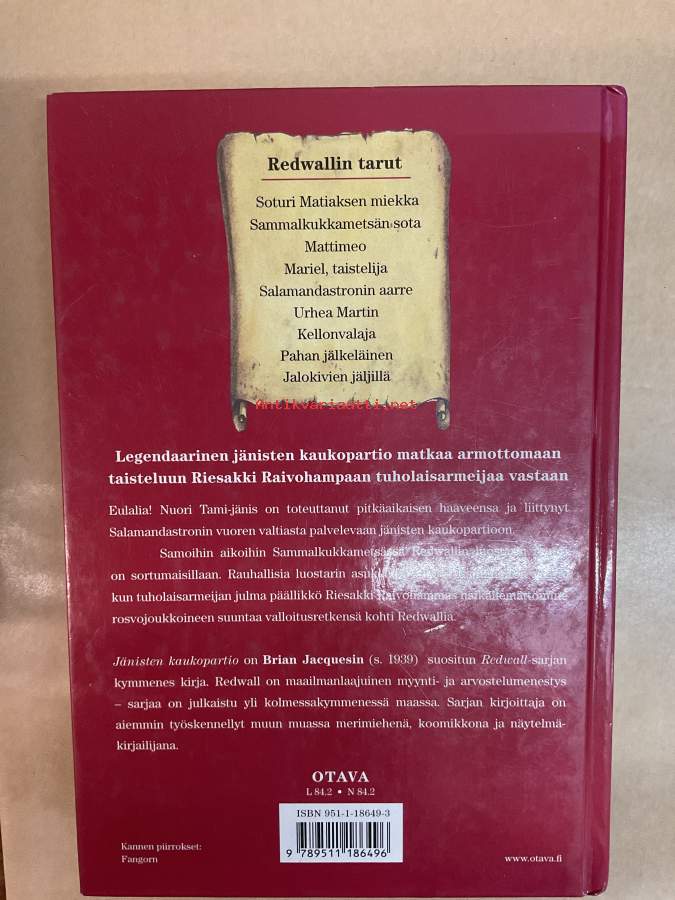 Redwallin tarut
Soturi Matiaksen miekka
Sammalkukkametsän sota
Mattimeo
Mariel, taistelija
Salamandastronin aarre
Urhea Martin
Kellonvalaja
Pahan jälkeläinen
Jalokivien jäljillä
Antikvariaatti.net
Legendaarinen jänisten kaukopartio matkaa armottomaan
taisteluun Riesakki Raivohampaan tuholaisarmeijaa vastaan
Eulalia! Nuori Tami-jänis on toteuttanut pitkäaikaisen haaveensa ja liittynyt
Salamandastronin vuoren valtiasta palvelevaan jänisten kaukopartioon.
Samoihin aikoihin Sammalkukkametsässä Redwallin luostarin
on sortumaisillaan. Rauhallisia luostarin
kun tuholaisarmeijan julma päällikkö Riesakki Raivohammas
rosvojoukkoineen suuntaa valloitusretkensä kohti Redwallia.
Jänisten kaukopartio on Brian Jacquesin (s. 1939) suositun Redwall-sarjan
kymmenes kirja. Redwall on maailmanlaajuinen myynti- ja arvostelumenestys
– sarjaa on julkaistu yli kolmessakymmenessä maassa. Sarjan kirjoittaja on
aiemmin työskennellyt muun muassa merimiehenä, koomikkona ja näytelmä-
kirjailijana.
OTAVA
L 84.2 • N 84.2
ISBN 951-1-18649-3
9 789511 186496
Kannen piirrokset:
Fangorn
www.otava.fi